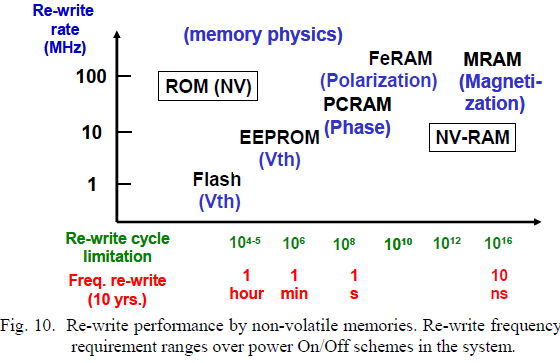 Re-write
rate
(MHz)
(memory physics)
FeRAM
MRAM
100
ROM (NV)
(Polarization)
(Magneti-
zation)
PCRAM
(Phase)
10
EEPROM
(Vth)
NV-RAM
1
Flash
(Vth)
Re-write cycle
limitation
10⁴⁻⁵ 10⁶ 10⁸ 10¹⁰ 10¹² 10¹⁶
Freq. re-write
(10 yrs.)
1
hour
1
min
1
s
10
ns
Fig. 10. Re-write performance by non-volatile memories. Re-write frequency
requirement ranges over power On/Off schemes in the system.